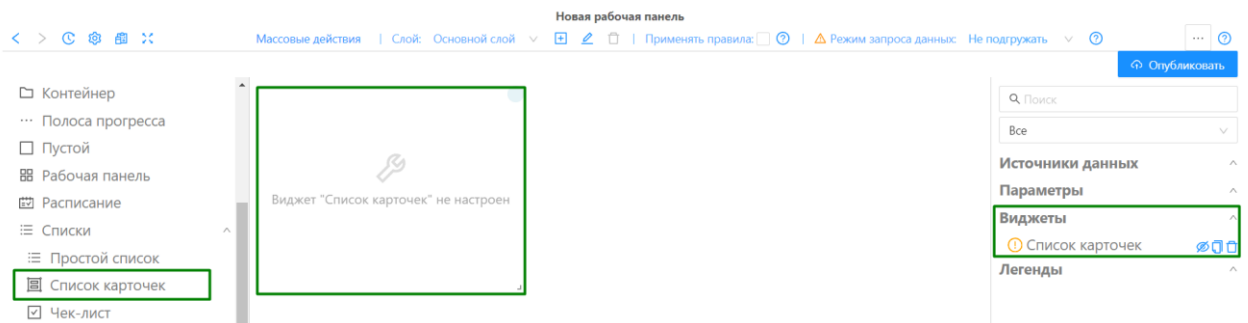 Новая рабочая панель
Массовые действия | Слой: Основной слой | Применять правила: | Режим запроса данных: Не подгружать
Опубликовать
Контейнер
Полоса прогресса
Пустой
Рабочая панель
Расписание
Списки
Простой список
Список карточек
Чек-лист
Виджет "Список карточек" не настроен
Поиск
Все
Источники данных
Параметры
Виджеты
Список карточек
Легенды